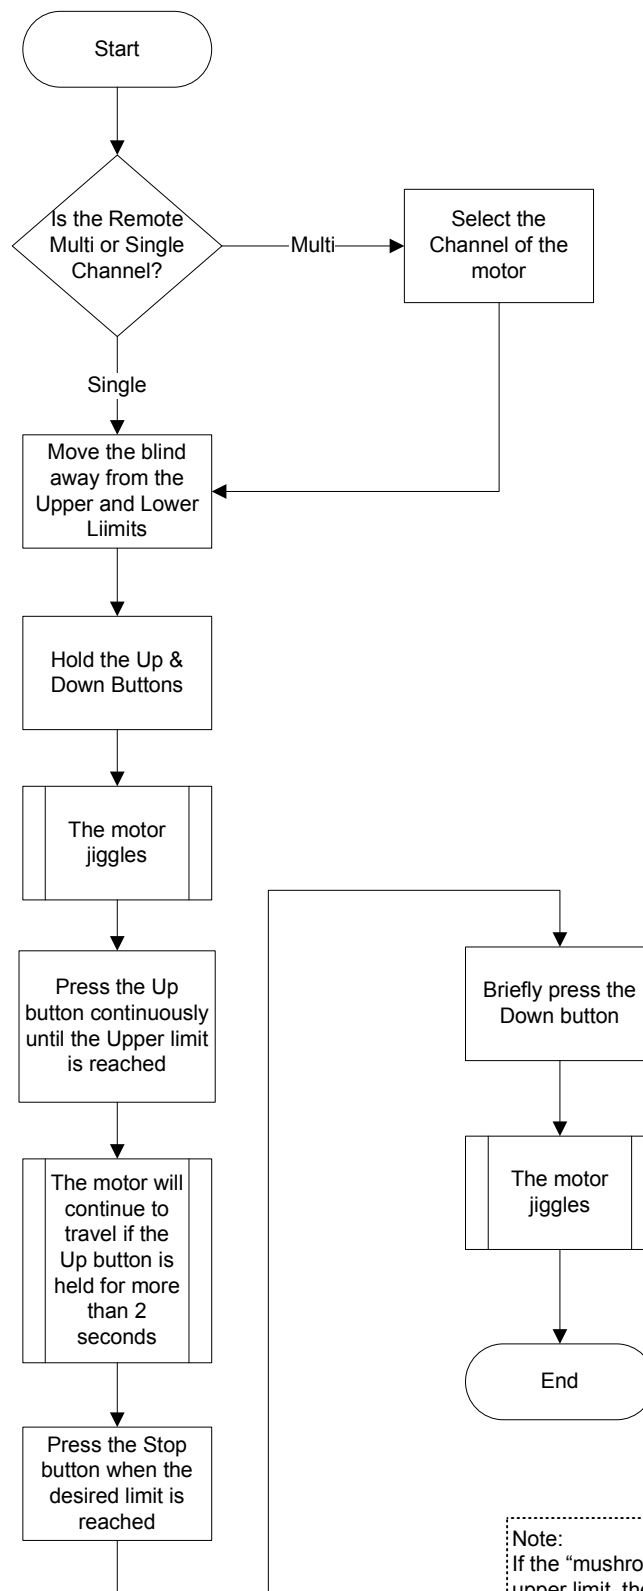 Start
Is the Remote
Multi or Single
Channel?
Multi
Select the
Channel of the
motor
Single
Move the blind
away from the
Upper and Lower
Liimits
Hold the Up &
Down Buttons
The motor
jiggles
Press the Up
button continuously
until the Upper limit
is reached
The motor will
continue to
travel if the
Up button is
held for more
than 2
seconds
Press the Stop
button when the
desired limit is
reached
Briefly press the
Down button
The motor
jiggles
End
Note:
If the “mushro
upper limit, the